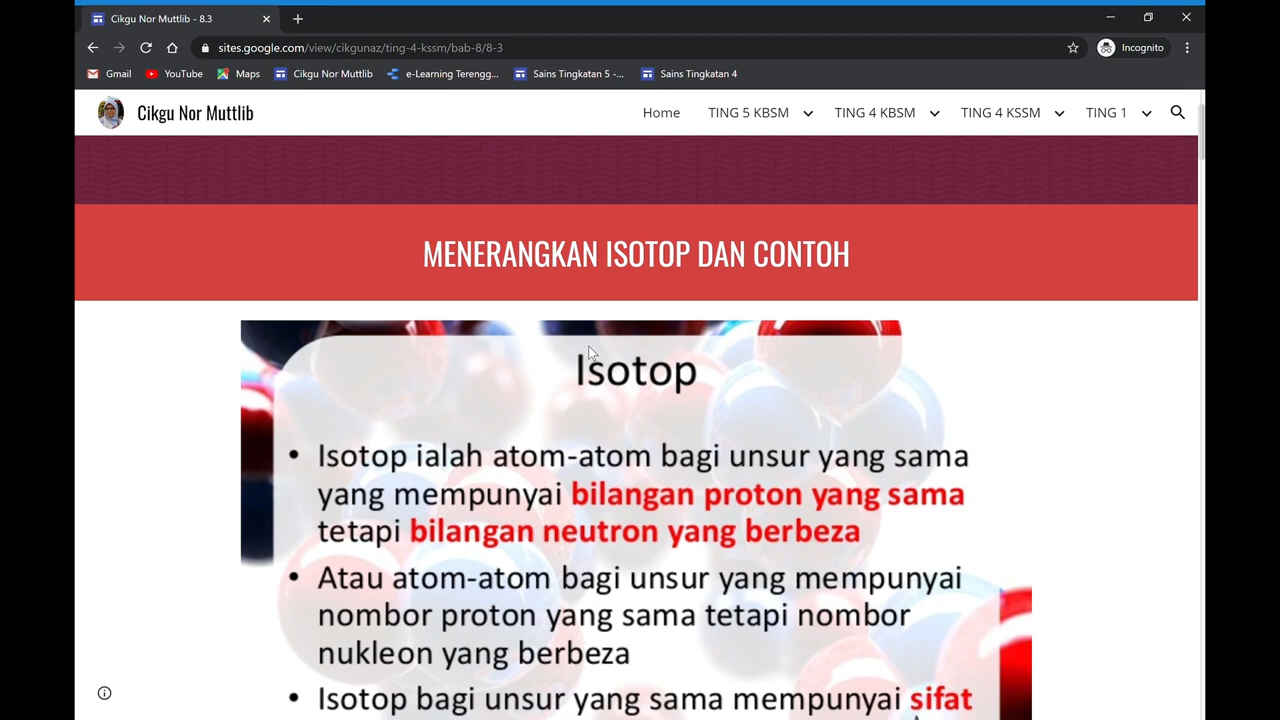 Cikgu Nor Muttlib - 8.3
sites.google.com/view/cikgunaz/ting-4-kssm/bab-8/8-3
Incognito
Gmail YouTube Maps Cikgu Nor Muttlib e-Learning Terengg... Sains Tingkatan 5 -... Sains Tingkatan 4
Cikgu Nor Muttlib Home TING 5 KBSM TING 4 KBSM TING 4 KSSM TING 1
MENERANGKAN ISOTOP DAN CONTOH
Isotop
• Isotop ialah atom-atom bagi unsur yang sama
yang mempunyai bilangan proton yang sama
tetapi bilangan neutron yang berbeza
• Atau atom-atom bagi unsur yang mempunyai
nombor proton yang sama tetapi nombor
nukleon yang berbeza
• Isotop bagi unsur yang sama mempunyai sifat